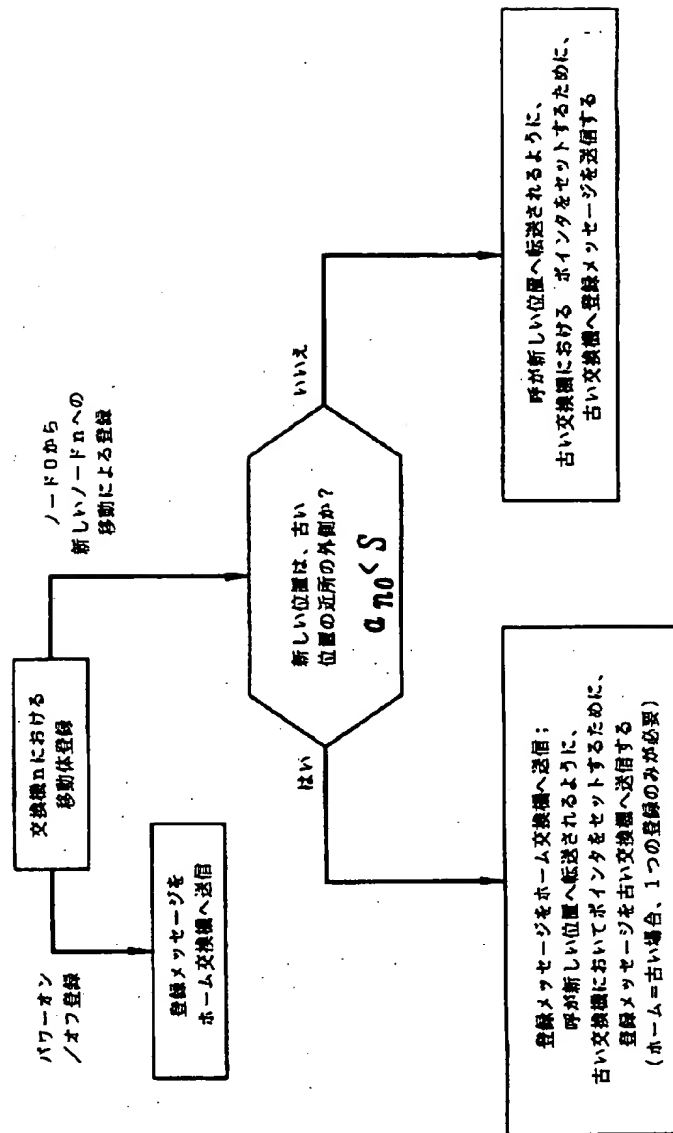 交換機nにおける
移動体登録
パワーオン
／オフ登録
登録メッセージを
ホーム交換機へ送信
ノード0から
新しいノードnへの
移動による登録
新しい位置は、古い
位置の近所の外側か？
a_{n0} < S
はい
いいえ
登録メッセージをホーム交換機へ送信；
呼が新しい位置へ転送されるように、
古い交換機においてポインタをセットするために、
登録メッセージを古い交換機へ送信する
（ホーム＝古い場合、1つの登録のみが必要）
呼が新しい位置へ転送されるように、
古い交換機における ポインタをセットするために、
古い交換機へ登録メッセージを送信する